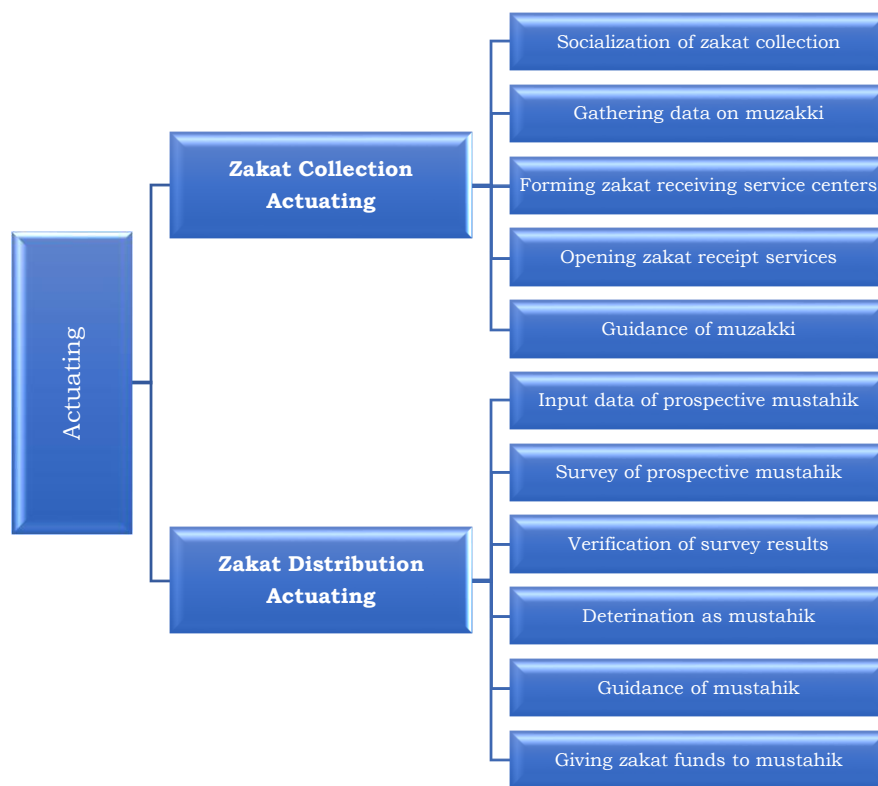 Actuating
Zakat Collection
Actuating
Socialization of zakat collection
Gathering data on muzakki
Forming zakat receiving service centers
Opening zakat receipt services
Guidance of muzakki
Zakat Distribution
Actuating
Input data of prospective mustahik
Survey of prospective mustahik
Verification of survey results
Deterination as mustahik
Guidance of mustahik
Giving zakat funds to mustahik